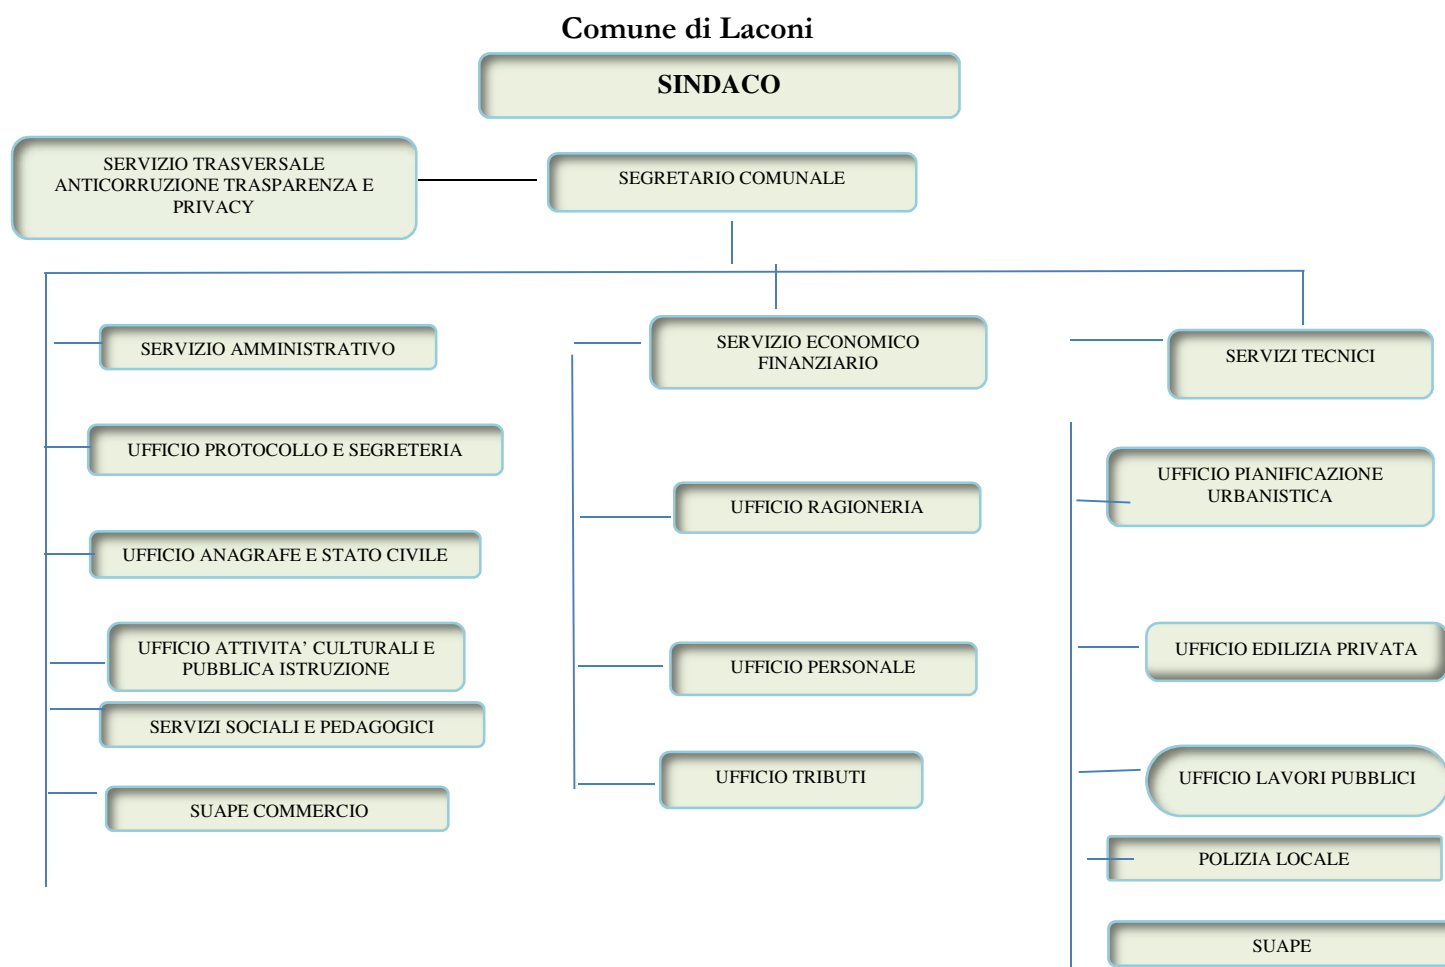 Comune di Laconi
SINDACO
SERVIZIO TRASVERSALE
ANTICORRUZIONE TRASPARENZA E
PRIVACY
SEGRETARIO COMUNALE
SERVIZIO AMMINISTRATIVO
UFFICIO PROTOCOLLO E SEGRETERIA
UFFICIO ANAGRAFE E STATO CIVILE
UFFICIO ATTIVITA’ CULTURALI E
PUBBLICA ISTRUZIONE
SERVIZI SOCIALI E PEDAGOGICI
SUAPE COMMERCIO
SERVIZIO ECONOMICO
FINANZIARIO
UFFICIO RAGIONERIA
UFFICIO PERSONALE
UFFICIO TRIBUTI
SERVIZI TECNICI
UFFICIO PIANIFICAZIONE
URBANISTICA
UFFICIO EDILIZIA PRIVATA
UFFICIO LAVORI PUBBLICI
POLIZIA LOCALE
SUAPE